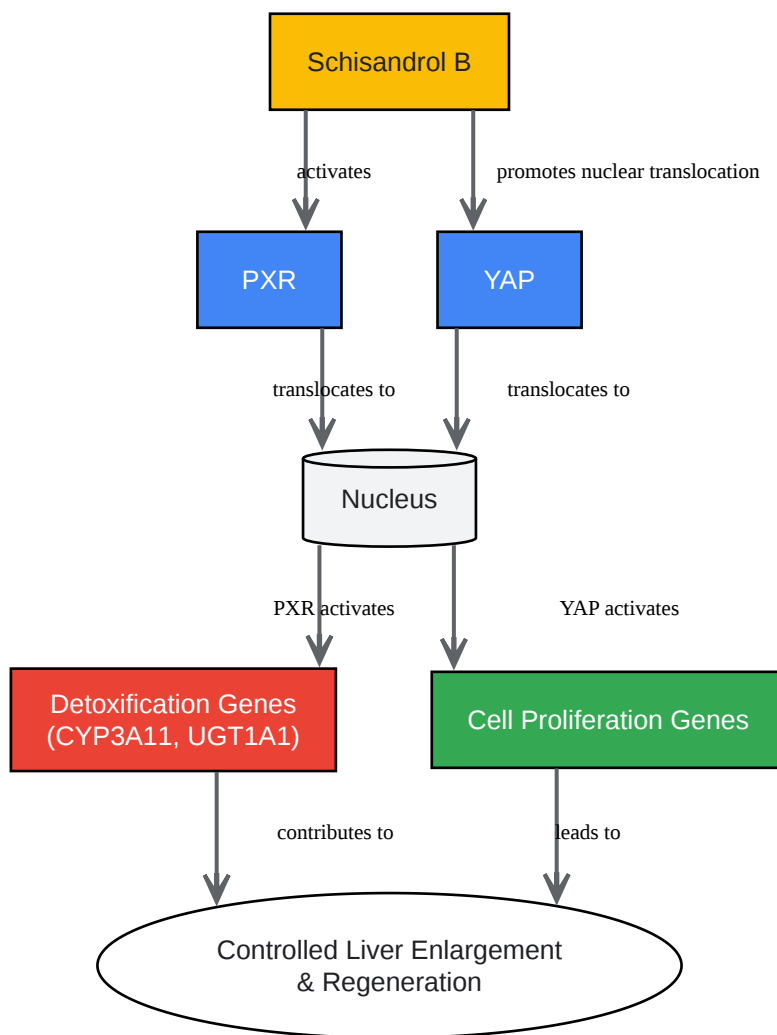 Schisandrol B
activates
promotes nuclear translocation
PXR
YAP
translocates to
translocates to
Nucleus
PXR activates
YAP activates
Detoxification Genes
(CYP3A11, UGT1A1)
Cell Proliferation Genes
contributes to
leads to
Controlled Liver Enlargement
& Regeneration